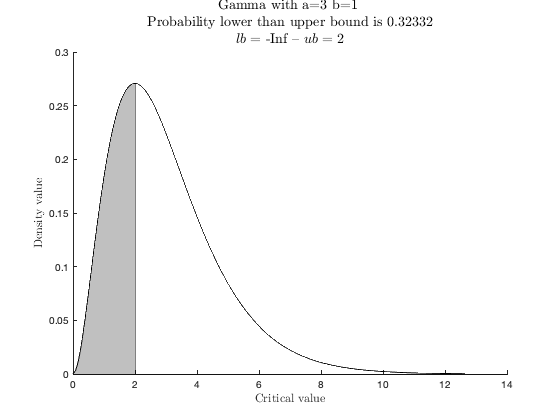 Gamma with a=3 b=1
Probability lower than upper bound is 0.32332
lb = -Inf – ub = 2
0.3
0.25
0.2
0.15
0.1
0.05
0
Density value
0 2 4 6 8 10 12 14
Critical value